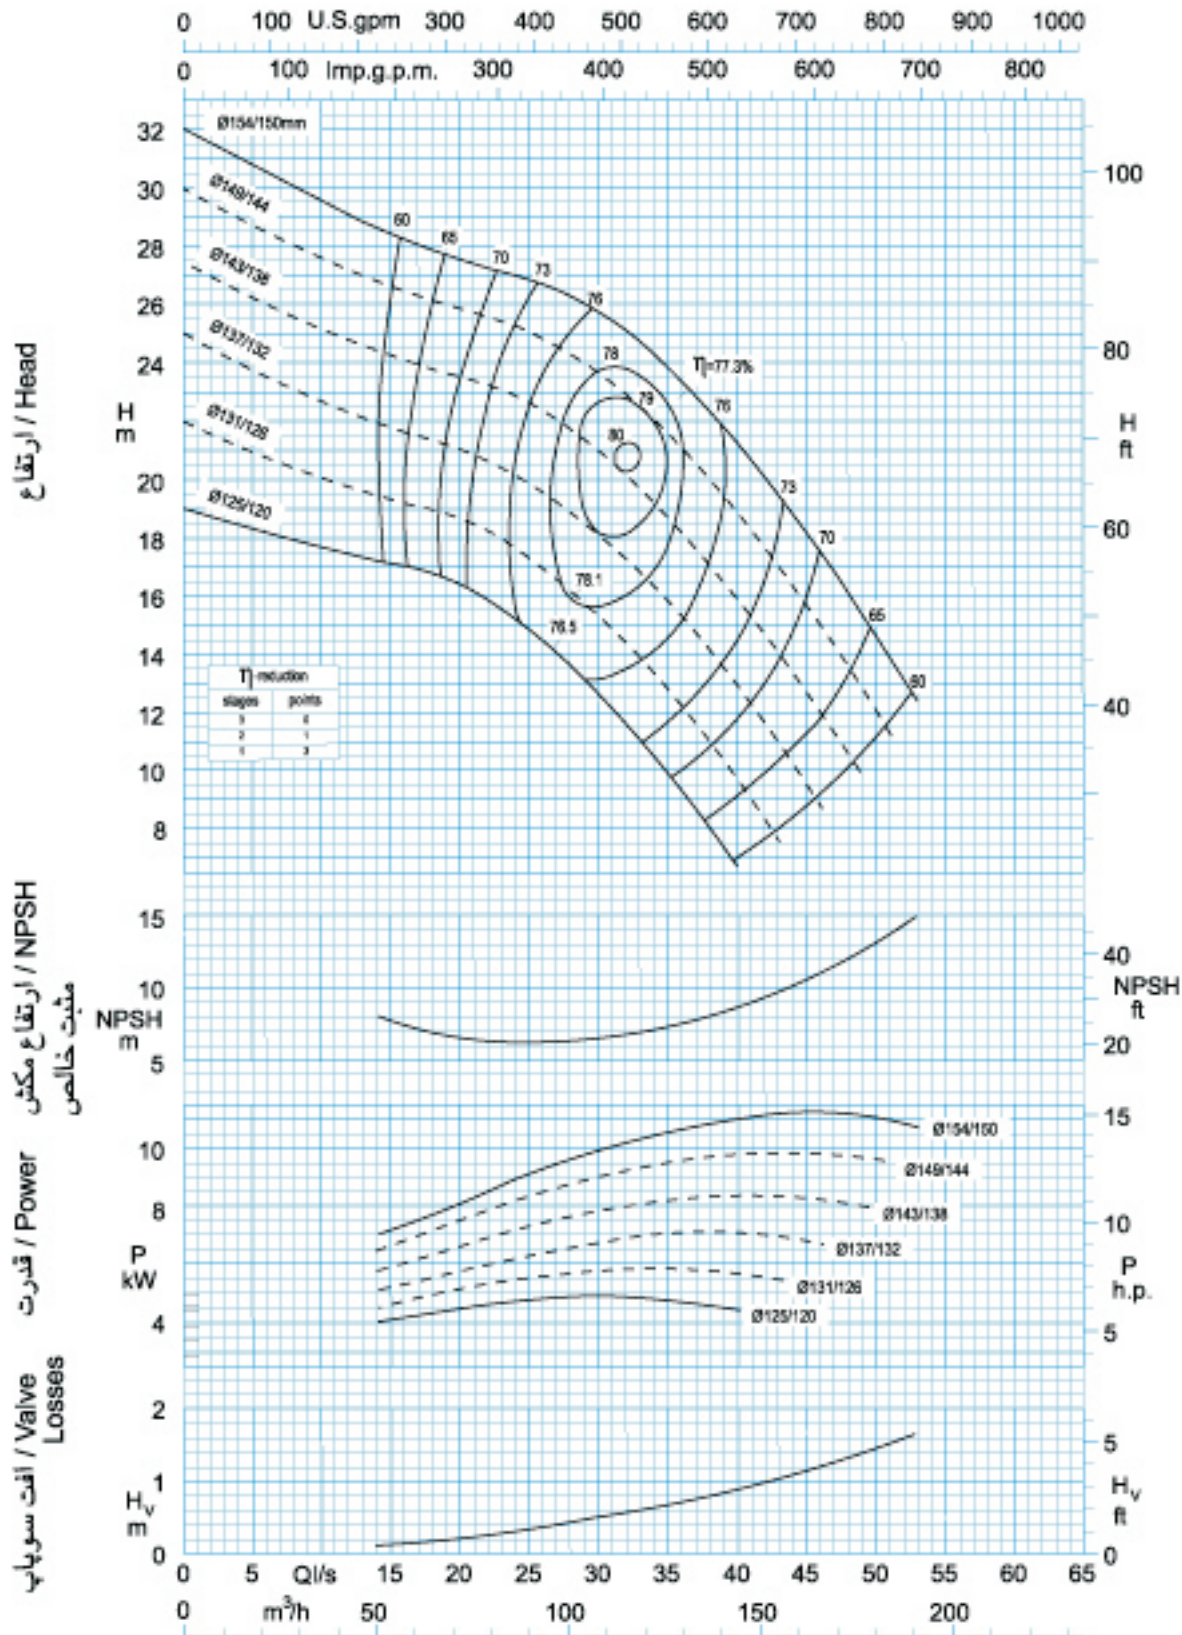 0 100 U.S.gpm 300 400 500 600 700 800 900 1000
0 100 Imp.g.p.m. 300 400 500 600 700 800
ارتفاع / Head
H
m
32
30
28
26
24
20
18
16
14
12
10
8
100
80
H
ft
60
40
Ø154/150mm
Ø149/144
Ø143/138
Ø137/132
Ø131/126
Ø125/120
60
65
70
73
76
78
79
80
η=77.3%
76
73
70
65
60
78.1
76.5
η-reduction
stages points
2 1
ارتفاع مکش / NPSH
مثبت خالص
15
10
NPSH
m
5
40
NPSH
ft
20
قدرت / Power
10
8
P
kW
4
15
10
P
h.p.
5
Ø154/150
Ø149/144
Ø143/138
Ø137/132
Ø131/126
Ø125/120
افت سوپاپ / Valve
Losses
2
1
Hv
m
0
5
Hv
ft
0
0 5 Ql/s 15 20 25 30 35 40 45 50 55 60 65
0 m³/h 50 100 150 200